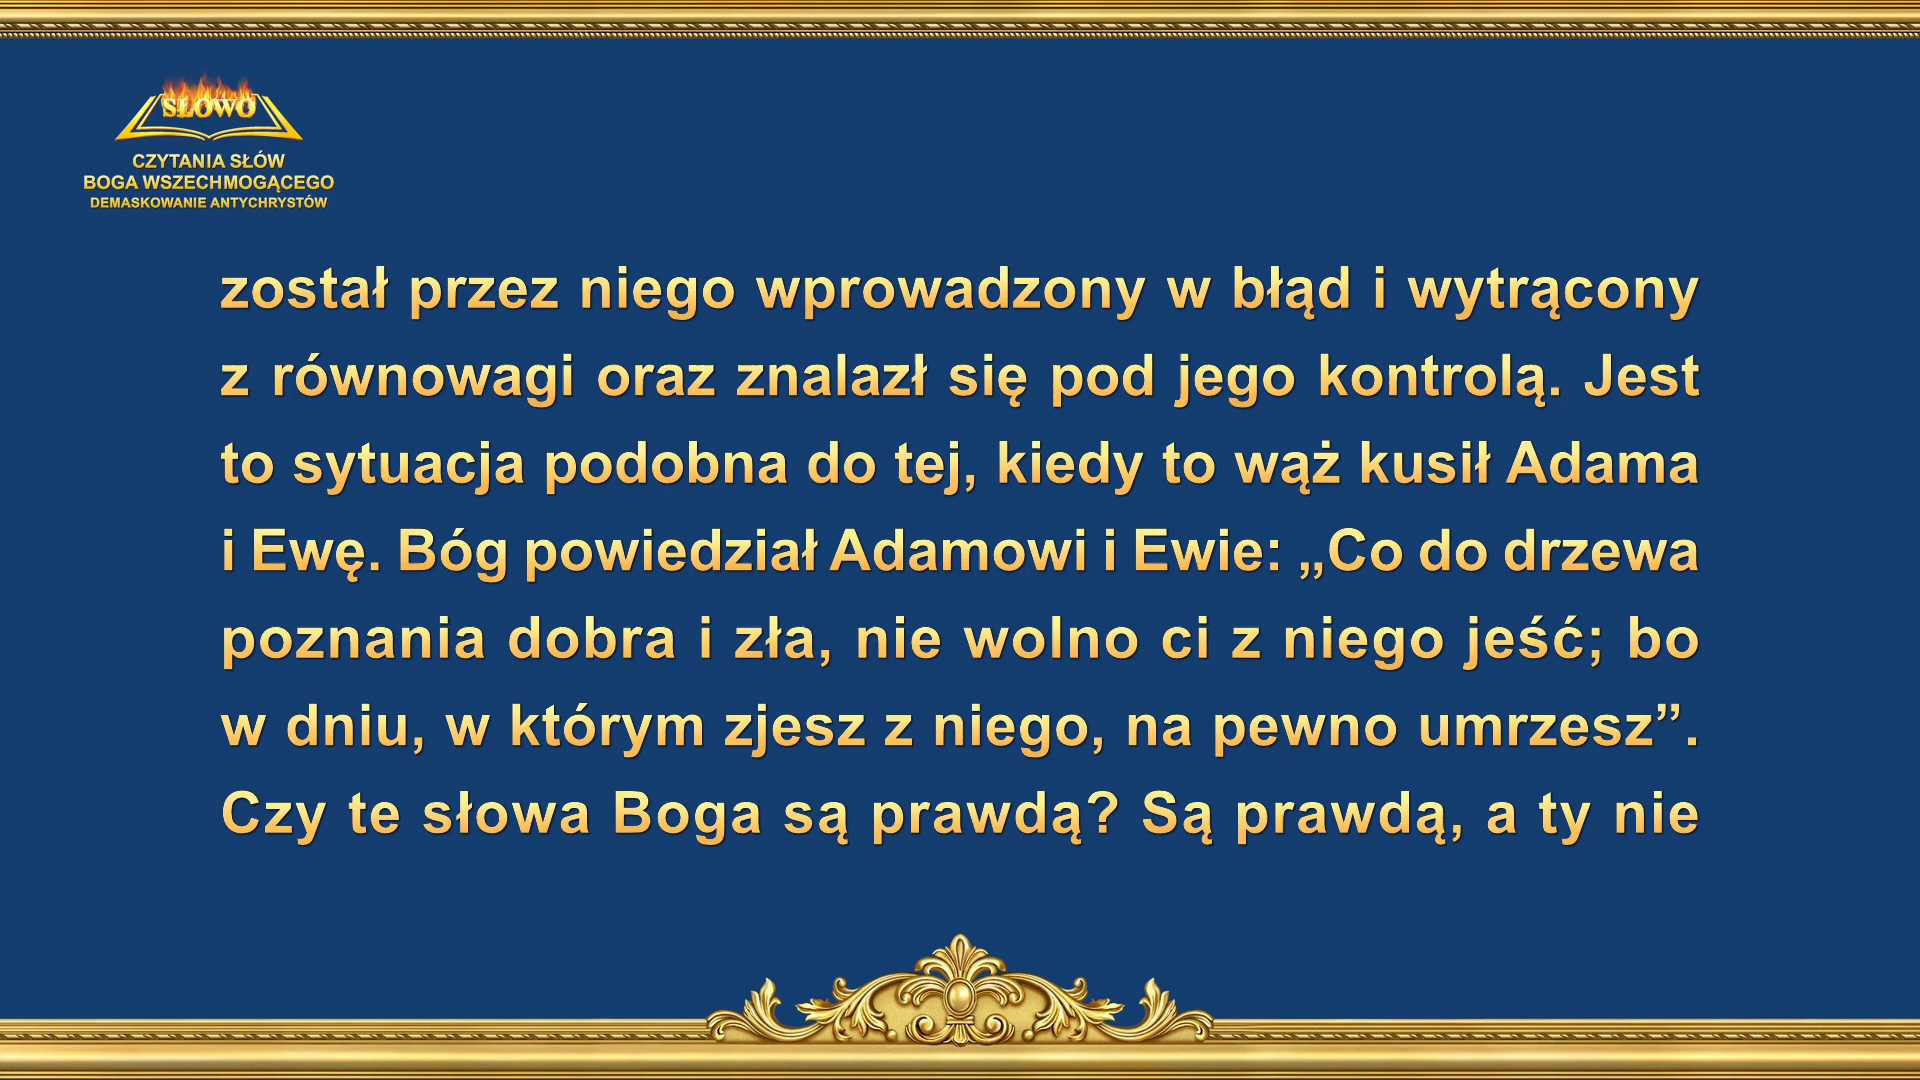 SŁOWO
CZYTANIA SŁÓW
BOGA WSZECHMOGĄCEGO
DEMASKOWANIE ANTYCHRYSTÓW
został przez niego wprowadzony w błąd i wytrącony
z równowagi oraz znalazł się pod jego kontrolą. Jest
to sytuacja podobna do tej, kiedy to wąż kusił Adama
i Ewę. Bóg powiedział Adamowi i Ewie: „Co do drzewa
poznania dobra i zła, nie wolno ci z niego jeść; bo
w dniu, w którym zjesz z niego, na pewno umrzesz”.
Czy te słowa Boga są prawdą? Są prawdą, a ty nie